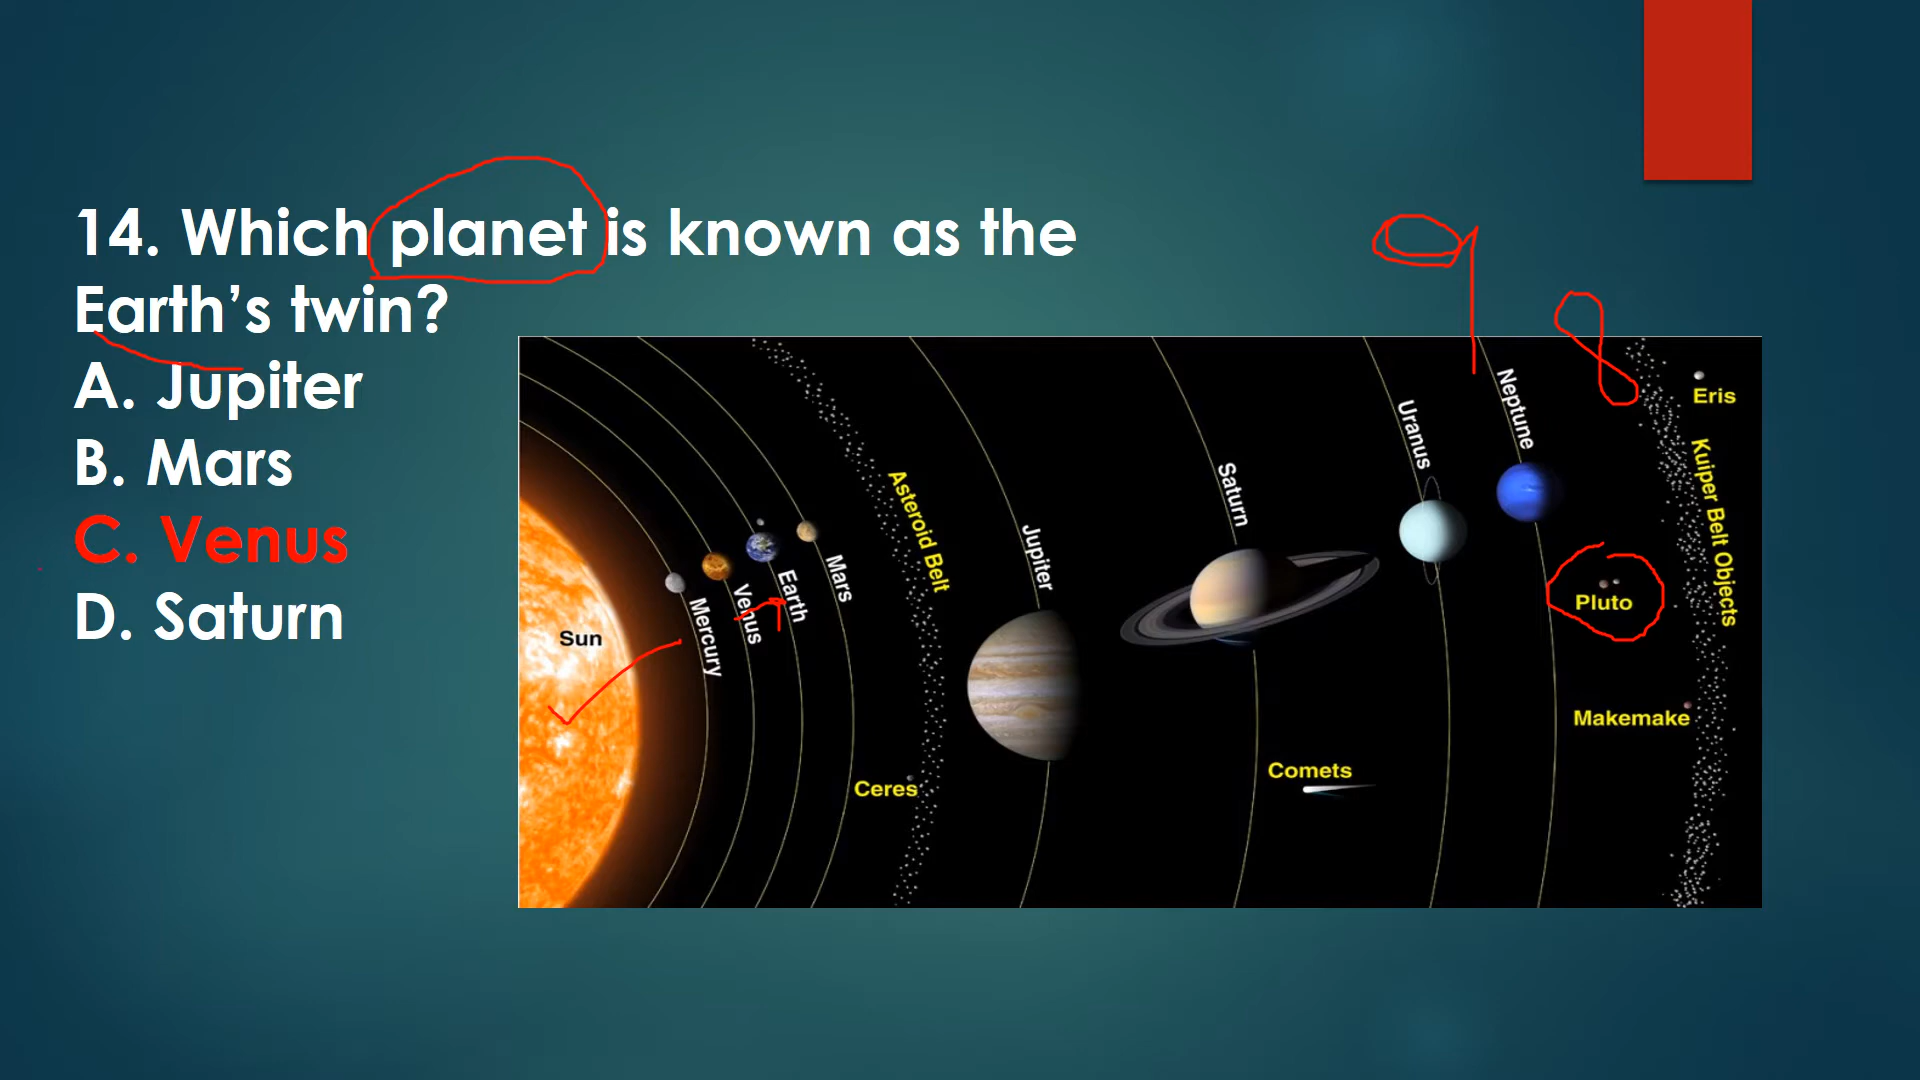 14. Which planet is known as the
Earth’s twin?
A. Jupiter
B. Mars
C. Venus
D. Saturn
9
8
Sun
Mercury
Venus
Earth
Mars
Asteroid Belt
Ceres
Jupiter
Saturn
Comets
Uranus
Neptune
Pluto
Makemake
Eris
Kuiper Belt Objects